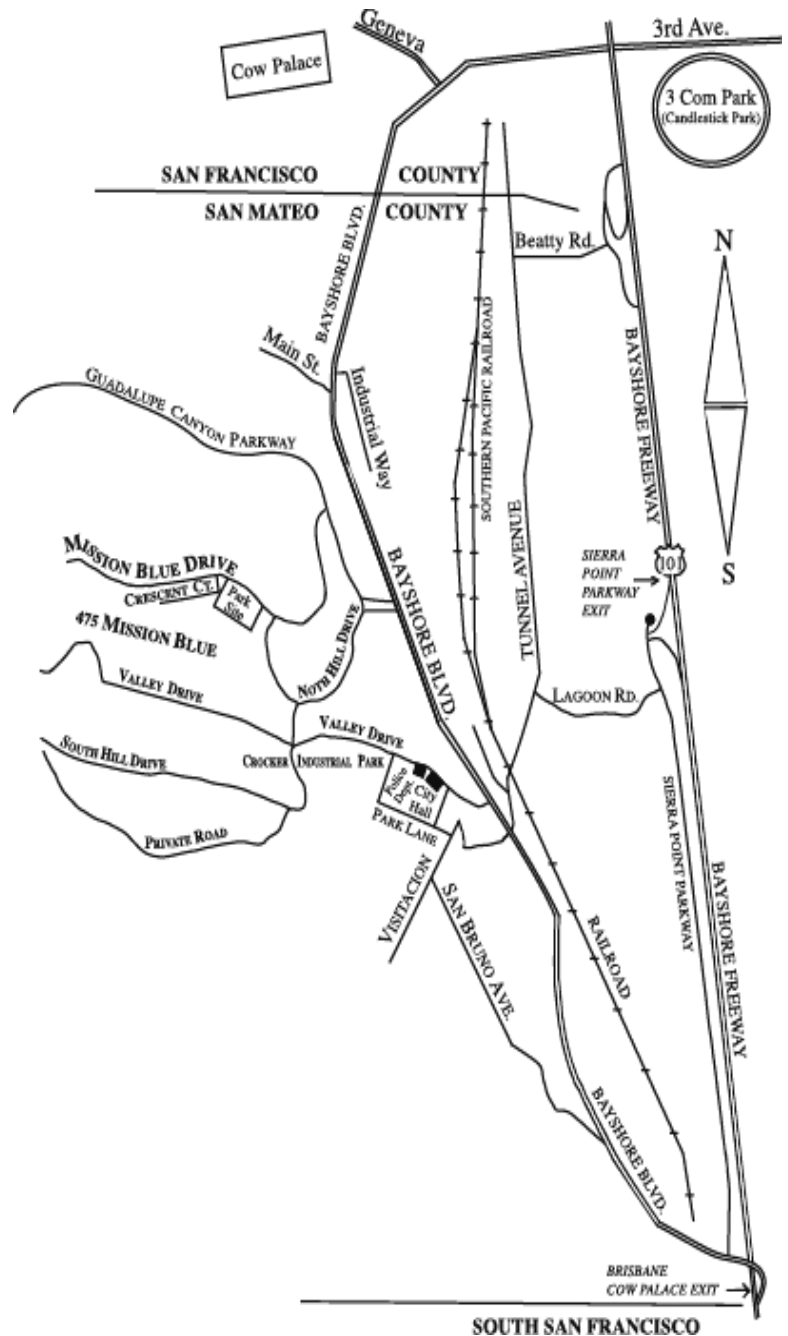 Geneva
3rd Ave.
Cow Palace
3 Com Park
(Candlestick Park)
SAN FRANCISCO COUNTY
SAN MATEO COUNTY
BAYSHORE BLVD.
Beatty Rd.
N
Main St.
Industrial Way
SOUTHERN PACIFIC RAILROAD
BAYSHORE FREEWAY
GUADALUPE CANYON PARKWAY
S
MISSION BLUE DRIVE
CRESCENT CT.
Park
Site
475 MISSION BLUE
NOTH HILL DRIVE
BAYSHORE BLVD.
TUNNEL AVENUE
SIERRA
POINT
PARKWAY
EXIT
101
LAGOON RD.
VALLEY DRIVE
VALLEY DRIVE
SOUTH HILL DRIVE
CROCKER INDUSTRIAL PARK
Police
Dept.
City
Hall
PARK LANE
PRIVATE ROAD
VISITACION
SAN BRUNO AVE.
RAILROAD
SIERRA POINT PARKWAY
BAYSHORE FREEWAY
BAYSHORE BLVD.
BRISBANE
COW PALACE EXIT
SOUTH SAN FRANCISCO